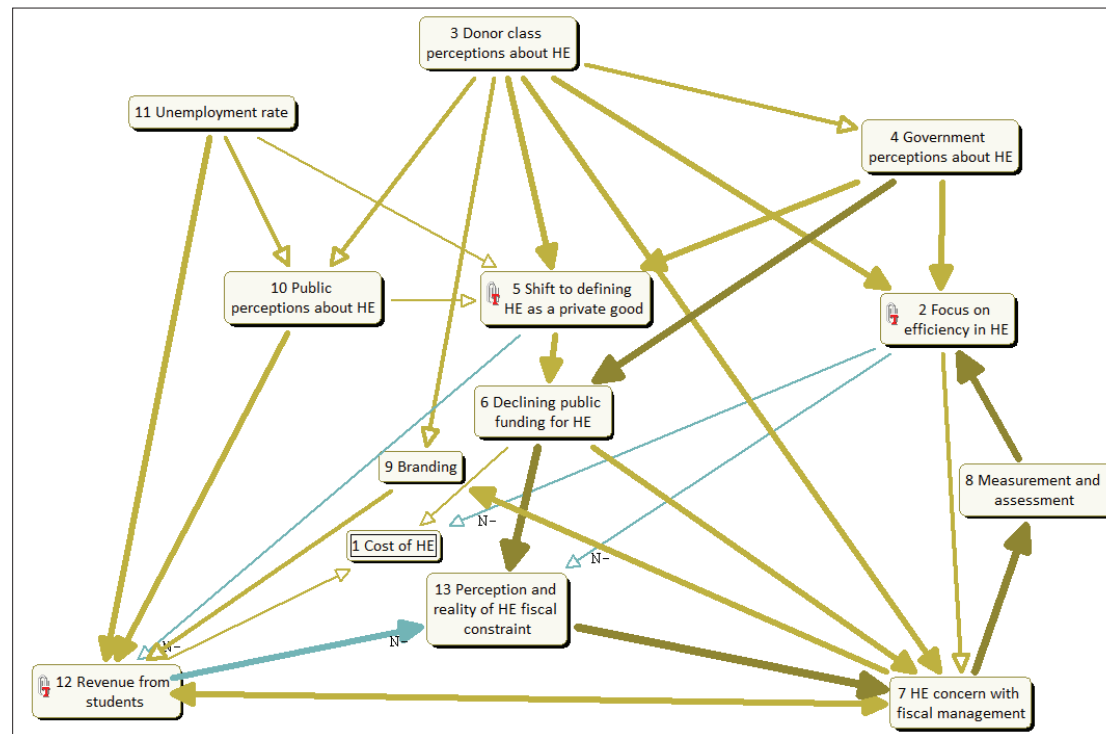 3 Donor class
perceptions about HE
11 Unemployment rate
4 Government
perceptions about HE
10 Public
perceptions about HE
5 Shift to defining
HE as a private good
2 Focus on
efficiency in HE
6 Declining public
funding for HE
9 Branding
8 Measurement and
assessment
N-
1 Cost of HE
N-
13 Perception and
reality of HE fiscal
constraint
N-
N-
12 Revenue from
students
7 HE concern with
fiscal management